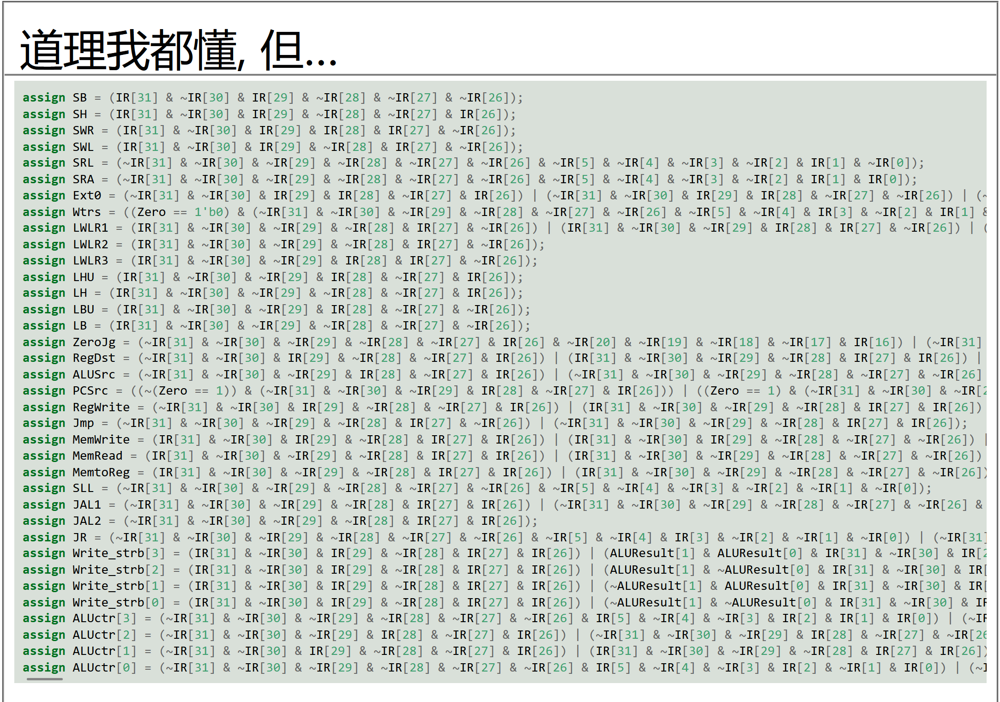 道理我都懂, 但...
assign SB = (IR[31] & ~IR[30] & IR[29] & ~IR[28] & ~IR[27] & ~IR[26]);
assign SH = (IR[31] & ~IR[30] & IR[29] & ~IR[28] & ~IR[27] & IR[26]);
assign SWR = (IR[31] & ~IR[30] & IR[29] & IR[28] & IR[27] & ~IR[26]);
assign SWL = (IR[31] & ~IR[30] & IR[29] & ~IR[28] & IR[27] & ~IR[26]);
assign SRL = (~IR[31] & ~IR[30] & ~IR[29] & ~IR[28] & ~IR[27] & ~IR[26] & ~IR[5] & ~IR[4] & ~IR[3] & ~IR[2] & IR[1] & ~IR[0]);
assign SRA = (~IR[31] & ~IR[30] & ~IR[29] & ~IR[28] & ~IR[27] & ~IR[26] & ~IR[5] & ~IR[4] & ~IR[3] & ~IR[2] & IR[1] & IR[0]);
assign Ext0 = (~IR[31] & ~IR[30] & IR[29] & IR[28] & ~IR[27] & IR[26]) | (~IR[31] & ~IR[30] & IR[29] & IR[28] & ~IR[27] & ~IR[26]) | (~
assign Wtrs = ((Zero == 1'b0) & (~IR[31] & ~IR[30] & ~IR[29] & ~IR[28] & ~IR[27] & ~IR[26] & ~IR[5] & ~IR[4] & IR[3] & ~IR[2] & IR[1] &
assign LWLR1 = (IR[31] & ~IR[30] & ~IR[29] & ~IR[28] & IR[27] & ~IR[26]) | (IR[31] & ~IR[30] & ~IR[29] & IR[28] & IR[27] & ~IR[26]) | (
assign LWLR2 = (IR[31] & ~IR[30] & ~IR[29] & ~IR[28] & IR[27] & ~IR[26]);
assign LWLR3 = (IR[31] & ~IR[30] & ~IR[29] & IR[28] & IR[27] & ~IR[26]);
assign LHU = (IR[31] & ~IR[30] & ~IR[29] & IR[28] & ~IR[27] & IR[26]);
assign LH = (IR[31] & ~IR[30] & ~IR[29] & ~IR[28] & ~IR[27] & IR[26]);
assign LBU = (IR[31] & ~IR[30] & ~IR[29] & IR[28] & ~IR[27] & ~IR[26]);
assign LB = (IR[31] & ~IR[30] & ~IR[29] & ~IR[28] & ~IR[27] & ~IR[26]);
assign ZeroJg = (~IR[31] & ~IR[30] & ~IR[29] & ~IR[28] & ~IR[27] & IR[26] & ~IR[20] & ~IR[19] & ~IR[18] & ~IR[17] & IR[16]) | (~IR[31]
assign RegDst = (~IR[31] & ~IR[30] & IR[29] & ~IR[28] & ~IR[27] & IR[26]) | (IR[31] & ~IR[30] & ~IR[29] & ~IR[28] & IR[27] & IR[26]) |
assign ALUSrc = (~IR[31] & ~IR[30] & ~IR[29] & IR[28] & ~IR[27] & IR[26]) | (~IR[31] & ~IR[30] & ~IR[29] & ~IR[28] & ~IR[27] & ~IR[26]
assign PCSrc = ((~(Zero == 1)) & (~IR[31] & ~IR[30] & ~IR[29] & IR[28] & ~IR[27] & IR[26])) | ((Zero == 1) & (~IR[31] & ~IR[30] & ~IR[2
assign RegWrite = (~IR[31] & ~IR[30] & IR[29] & ~IR[28] & ~IR[27] & IR[26]) | (IR[31] & ~IR[30] & ~IR[29] & ~IR[28] & IR[27] & IR[26])
assign Jmp = (~IR[31] & ~IR[30] & ~IR[29] & ~IR[28] & IR[27] & ~IR[26]) | (~IR[31] & ~IR[30] & ~IR[29] & ~IR[28] & IR[27] & IR[26]);
assign MemWrite = (IR[31] & ~IR[30] & IR[29] & ~IR[28] & IR[27] & IR[26]) | (IR[31] & ~IR[30] & IR[29] & ~IR[28] & ~IR[27] & ~IR[26]) |
assign MemRead = (IR[31] & ~IR[30] & ~IR[29] & ~IR[28] & IR[27] & IR[26]) | (IR[31] & ~IR[30] & ~IR[29] & ~IR[28] & ~IR[27] & ~IR[26])
assign MemtoReg = (IR[31] & ~IR[30] & ~IR[29] & ~IR[28] & IR[27] & IR[26]) | (IR[31] & ~IR[30] & ~IR[29] & ~IR[28] & ~IR[27] & ~IR[26])
assign SLL = (~IR[31] & ~IR[30] & ~IR[29] & ~IR[28] & ~IR[27] & ~IR[26] & ~IR[5] & ~IR[4] & ~IR[3] & ~IR[2] & ~IR[1] & ~IR[0]);
assign JAL1 = (~IR[31] & ~IR[30] & ~IR[29] & ~IR[28] & IR[27] & IR[26]) | (~IR[31] & ~IR[30] & ~IR[29] & ~IR[28] & ~IR[27] & ~IR[26] &
assign JAL2 = (~IR[31] & ~IR[30] & ~IR[29] & ~IR[28] & IR[27] & IR[26]);
assign JR = (~IR[31] & ~IR[30] & ~IR[29] & ~IR[28] & ~IR[27] & ~IR[26] & ~IR[5] & ~IR[4] & IR[3] & ~IR[2] & ~IR[1] & ~IR[0]) | (~IR[31]
assign Write_strb[3] = (IR[31] & ~IR[30] & IR[29] & ~IR[28] & IR[27] & IR[26]) | (ALUResult[1] & ALUResult[0] & IR[31] & ~IR[30] & IR[2
assign Write_strb[2] = (IR[31] & ~IR[30] & IR[29] & ~IR[28] & IR[27] & IR[26]) | (ALUResult[1] & ~ALUResult[0] & IR[31] & ~IR[30] & IR[
assign Write_strb[1] = (IR[31] & ~IR[30] & IR[29] & ~IR[28] & IR[27] & IR[26]) | (~ALUResult[1] & ALUResult[0] & IR[31] & ~IR[30] & IR[
assign Write_strb[0] = (IR[31] & ~IR[30] & IR[29] & ~IR[28] & IR[27] & IR[26]) | (~ALUResult[1] & ~ALUResult[0] & IR[31] & ~IR[30] & IR
assign ALUctr[3] = (~IR[31] & ~IR[30] & ~IR[29] & ~IR[28] & ~IR[27] & ~IR[26] & IR[5] & ~IR[4] & ~IR[3] & IR[2] & IR[1] & IR[0]) | (~IR
assign ALUctr[2] = (~IR[31] & ~IR[30] & ~IR[29] & IR[28] & ~IR[27] & IR[26]) | (~IR[31] & ~IR[30] & ~IR[29] & IR[28] & ~IR[27] & ~IR[26
assign ALUctr[1] = (~IR[31] & ~IR[30] & IR[29] & ~IR[28] & ~IR[27] & IR[26]) | (IR[31] & ~IR[30] & ~IR[29] & ~IR[28] & IR[27] & IR[26])
assign ALUctr[0] = (~IR[31] & ~IR[30] & ~IR[29] & ~IR[28] & ~IR[27] & ~IR[26] & IR[5] & ~IR[4] & ~IR[3] & IR[2] & ~IR[1] & IR[0]) | (~I